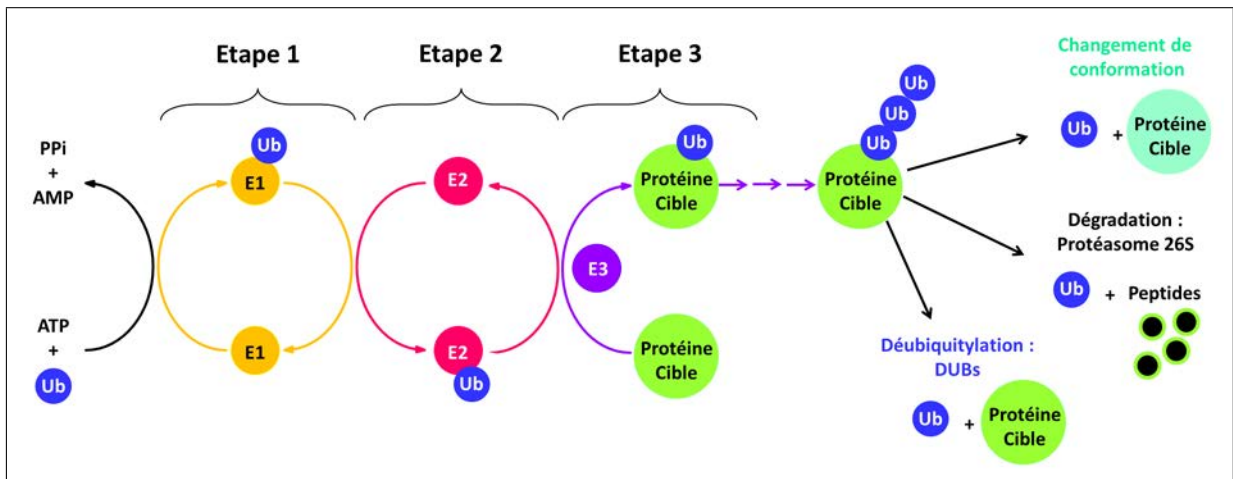 Etape 1
Etape 2
Etape 3
PPi
+
AMP
ATP
+
Ub
Ub
E1
E1
E2
E2
Ub
Ub
Protéine
Cible
E3
Protéine
Cible
Ub
Ub
Ub
Protéine
Cible
Changement de
conformation
Ub
+
Protéine
Cible
Dégradation :
Protéasome 26S
Ub
+
Peptides
Déubiquitylation :
DUBs
Ub
+
Protéine
Cible